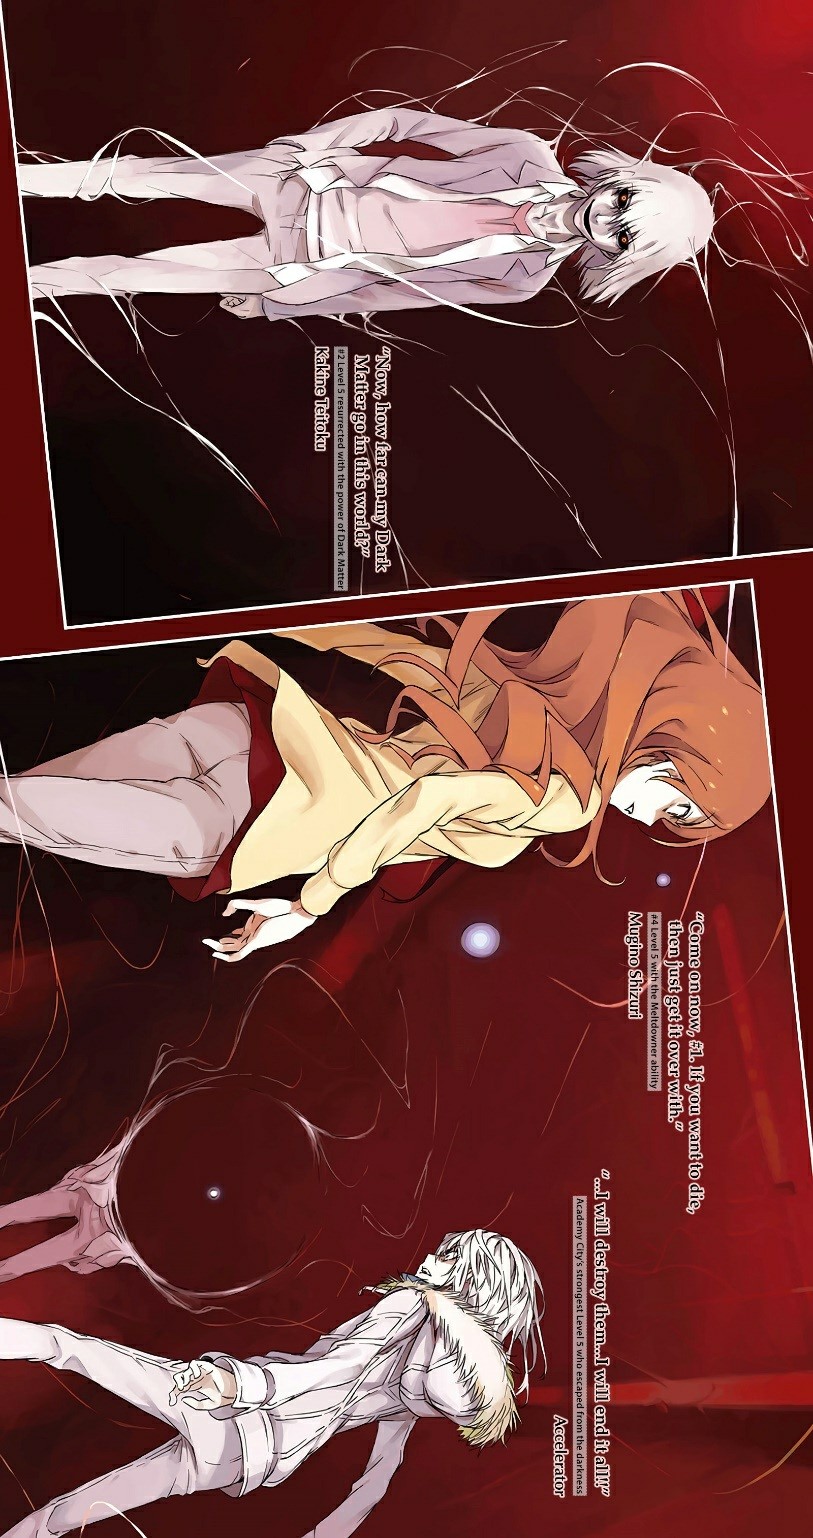 “Now, how far can my Dark
Matter go in this world?”
#2 Level 5 resurrected with the power of Dark Matter
Kakine Teitoku
“Come on now, #1. If you want to die,
then just get it over with.”
#4 Level 5 with the Meltdowner ability
Mugino Shizuri
“...I will destroy them...I will end it all!!”
Academy City's strongest Level 5 who escaped from the darkness
Accelerator